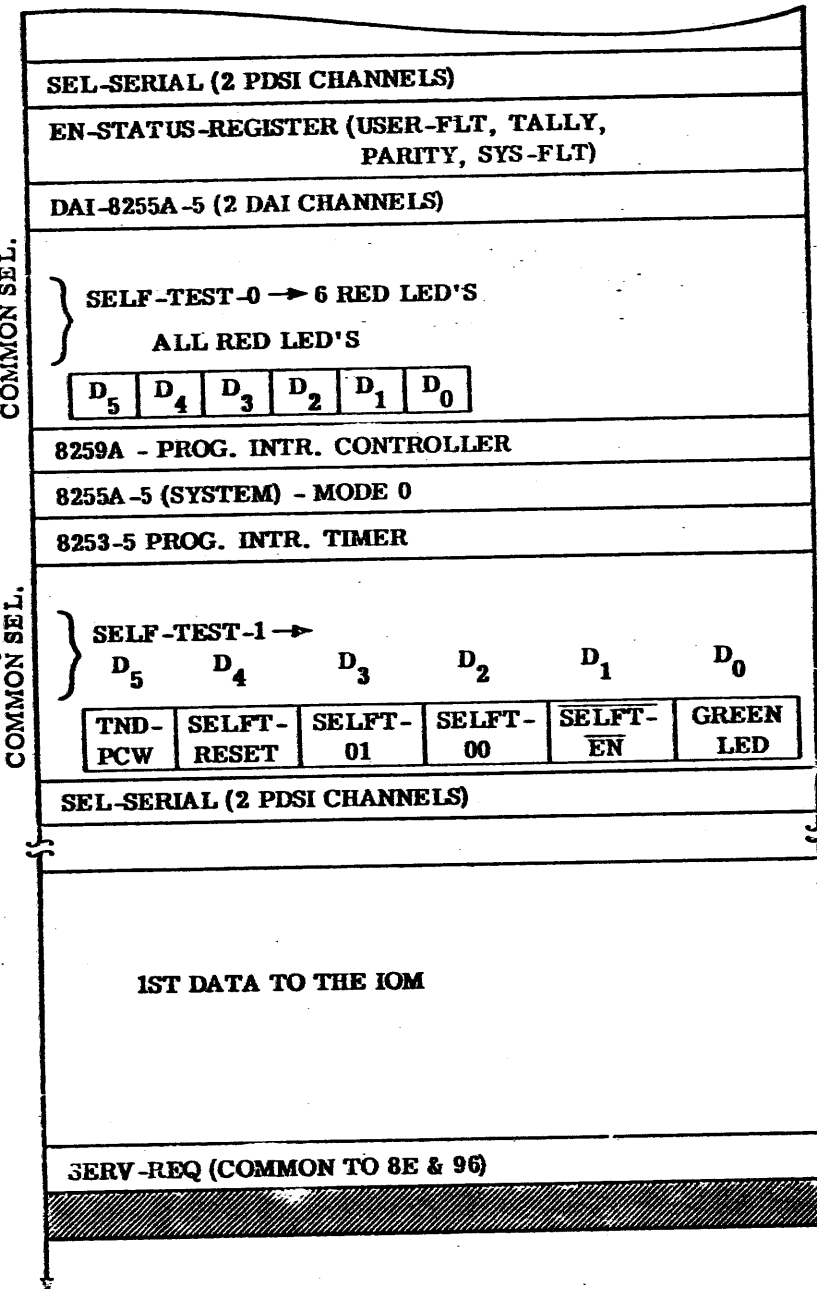 SEL-SERIAL (2 PDSI CHANNELS)
EN-STATUS-REGISTER (USER-FLT, TALLY,
PARITY, SYS-FLT)
DAI-8255A-5 (2 DAI CHANNELS)
COMMON SEL.
SELF-TEST-0 → 6 RED LED'S
ALL RED LED'S
D5 D4 D3 D2 D1 D0
8259A - PROG. INTR. CONTROLLER
8255A-5 (SYSTEM) - MODE 0
8253-5 PROG. INTR. TIMER
COMMON SEL.
SELF-TEST-1 →
D5 D4 D3 D2 D1 D0
TND- SELFT- SELFT- SELFT- S̅E̅L̅F̅T̅- GREEN
PCW RESET 01 00 E̅N̅ LED
SEL-SERIAL (2 PDSI CHANNELS)
1ST DATA TO THE IOM
SERV-REQ (COMMON TO 8E & 96)